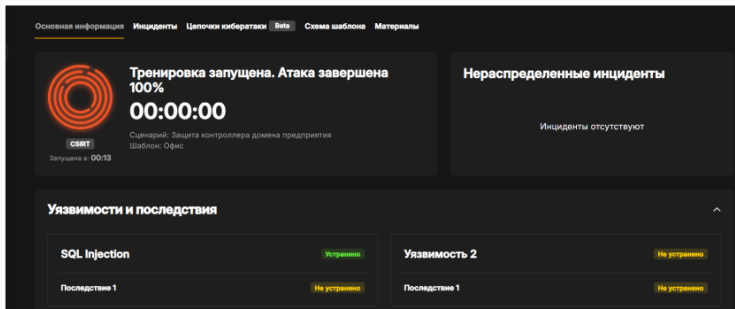 Основная информация Инциденты Цепочки кибератаки Beta Схема шаблона Материалы
Тренировка запущена. Атака завершена
100%
00:00:00
Сценарий: Защита контроллера домена предприятия
Шаблон: Офис
CSIRT
Запущена в: 00:13
Нераспределенные инциденты
Инциденты отсутствуют
Уязвимости и последствия
SQL Injection Устранено
Последствие 1 Не устранено
Уязвимость 2 Не устранено
Последствие 1 Не устранено